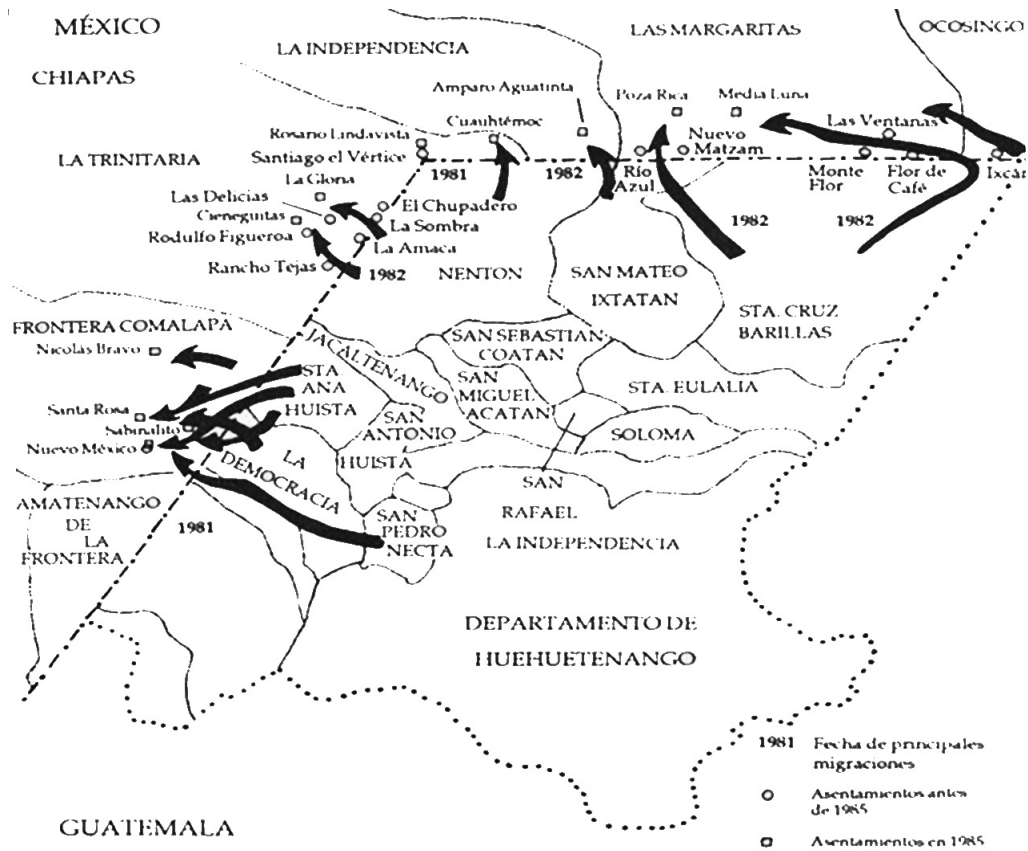 MÉXICO
CHIAPAS
LA INDEPENDENCIA
LAS MARGARITAS
OCOSINGO
Amparo Aguatinta
Poza Rica
Media Luna
Cuauhtémoc
Las Ventanas
Rosario Lindavista
Nuevo
Matzam
LA TRINITARIA
Santiago el Vértice
1981
1982
Río
Azul
Monte
Flor
Flor de
Café
Ixcán
La Gloria
Las Delicias
Cieneguitas
Rodulfo Figueroa
El Chupadero
La Sombra
La Amaca
Rancho Tejas
1982
1982
1982
NENTON
SAN MATEO
IXTATAN
STA. CRUZ
BARILLAS
FRONTERA COMALAPA
Nicolás Bravo
JACALTENANGO
SAN SEBASTIAN
COATAN
STA
ANA
HUISTA
SAN
MIGUEL
ACATAN
STA. EULALIA
Santa Rosa
Sabinalito
Nuevo México
SAN
ANTONIO
HUISTA
SOLOMA
LA
DEMOCRACIA
SAN
RAFAEL
LA INDEPENDENCIA
AMATENANGO
DE
LA
FRONTERA
1981
SAN
PEDRO
NECTA
DEPARTAMENTO DE
HUEHUETENANGO
GUATEMALA
1981 Fecha de principales
migraciones
Asentamientos antes
de 1985
Asentamientos en 1985